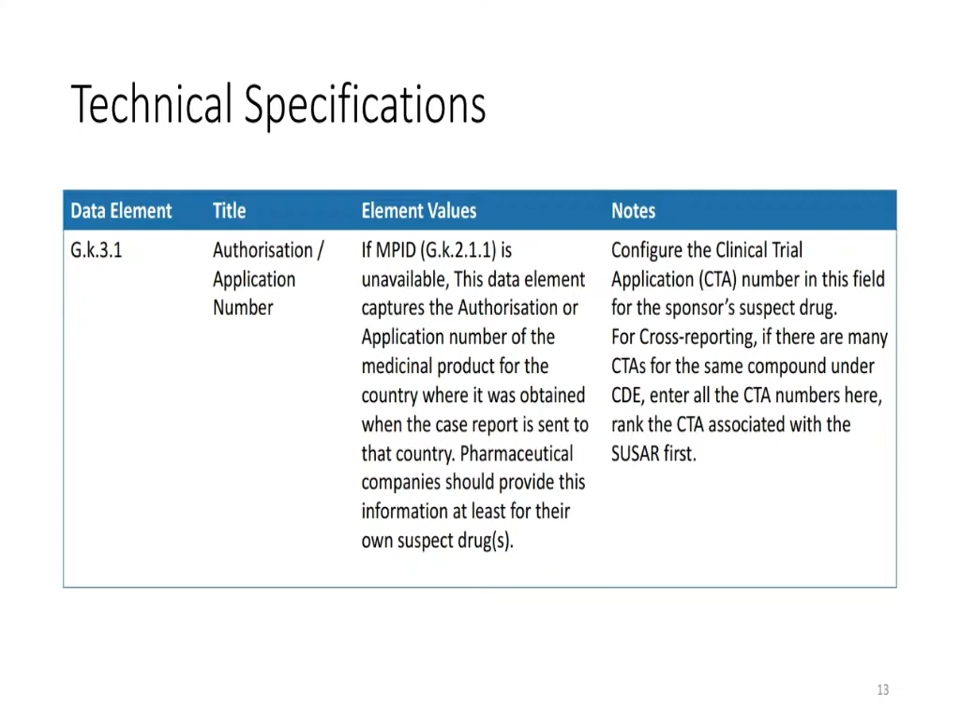 Technical Specifications
Data Element
Title
Element Values
Notes
G.k.3.1
Authorisation /
Application
Number
If MPID (G.k.2.1.1) is
unavailable, This data element
captures the Authorisation or
Application number of the
medicinal product for the
country where it was obtained
when the case report is sent to
that country. Pharmaceutical
companies should provide this
information at least for their
own suspect drug(s).
Configure the Clinical Trial
Application (CTA) number in this field
for the sponsor's suspect drug.
For Cross-reporting, if there are many
CTAs for the same compound under
CDE, enter all the CTA numbers here,
rank the CTA associated with the
SUSAR first.
13